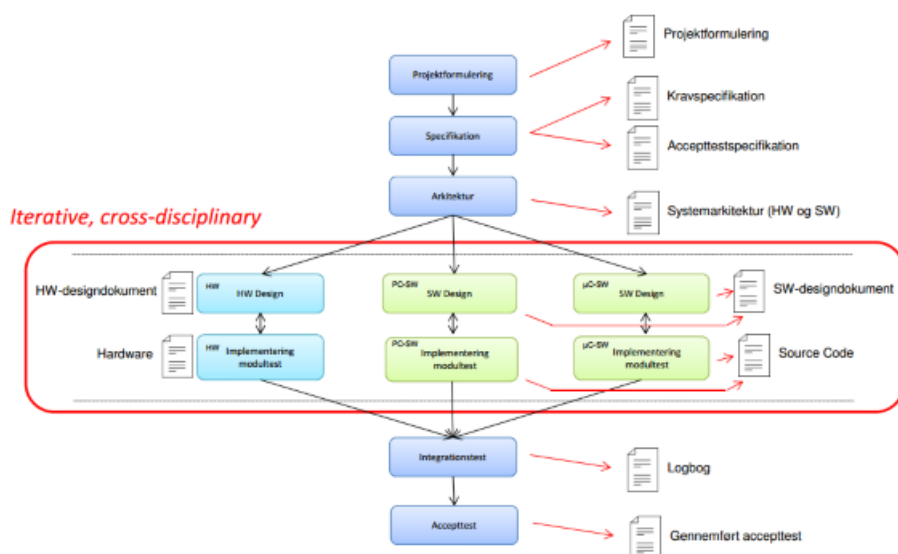 Projektformulering
Projektformulering
Kravspecifikation
Specifikation
Accepttestspecifikation
Arkitektur
Systemarkitektur (HW og SW)
Iterative, cross-disciplinary
HW-designdokument
HW
HW Design
PC-SW
SW Design
µC-SW
SW Design
SW-designdokument
Hardware
HW
Implementering
modultest
PC-SW
Implementering
modultest
µC-SW
Implementering
modultest
Source Code
Integrationstest
Logbog
Accepttest
Gennemført accepttest